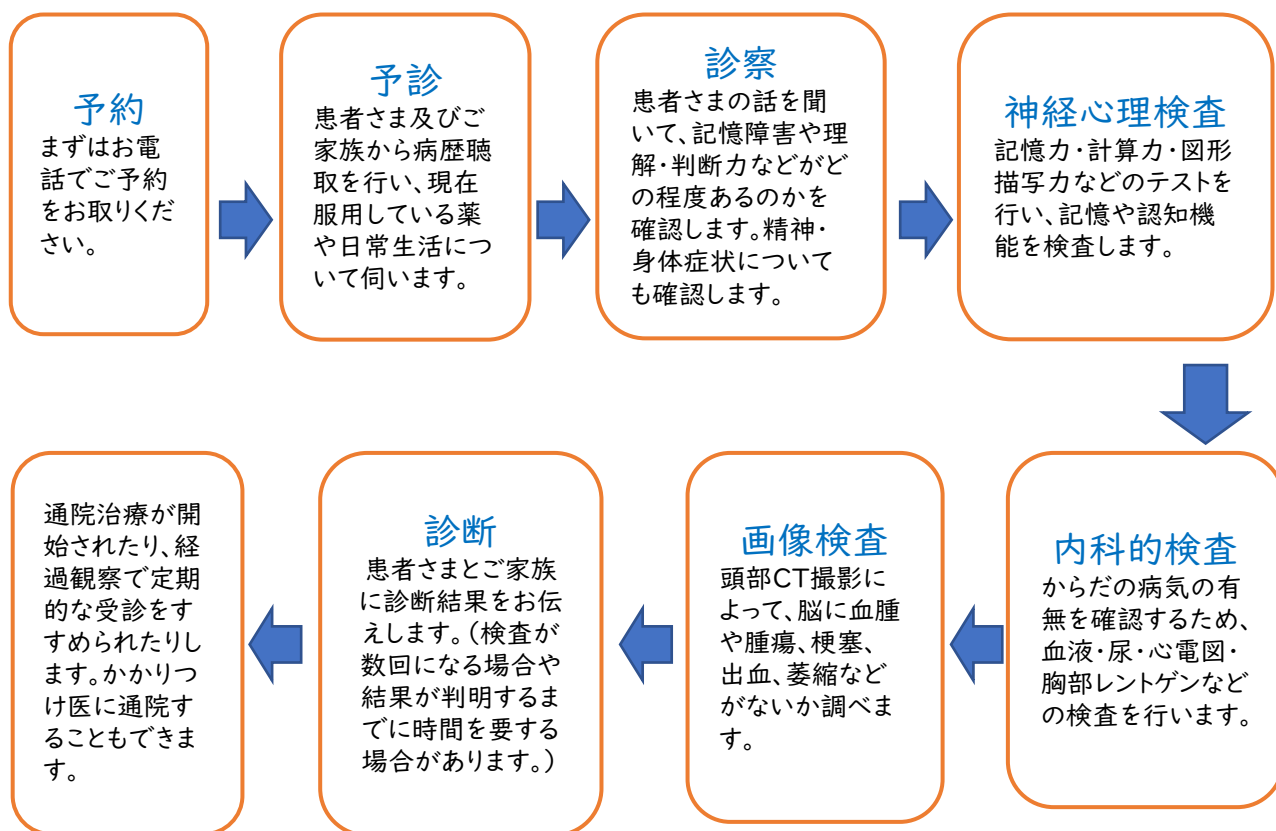 予約
まずはお電
話でご予約
をお取りくだ
さい。
予診
患者さま及びご
家族から病歴聴
取を行い、現在
服用している薬
や日常生活につ
いて伺います。
診察
患者さまの話を聞
いて、記憶障害や理
解・判断力などがど
の程度あるのかを
確認します。精神・
身体症状について
も確認します。
神経心理検査
記憶力・計算力・図形
描写力などのテストを
行い、記憶や認知機
能を検査します。
内科的検査
からだの病気の有
無を確認するため、
血液・尿・心電図・
胸部レントゲンなど
の検査を行います。
画像検査
頭部CT撮影に
よって、脳に血腫
や腫瘍、梗塞、
出血、萎縮など
がないか調べま
す。
診断
患者さまとご家族
に診断結果をお伝
えします。（検査が
数回になる場合や
結果が判明するま
でに時間を要する
場合があります。）
通院治療が開
始されたり、経
過観察で定期
的な受診をす
すめられたりし
ます。かかりつ
け医に通院す
ることもできま
す。